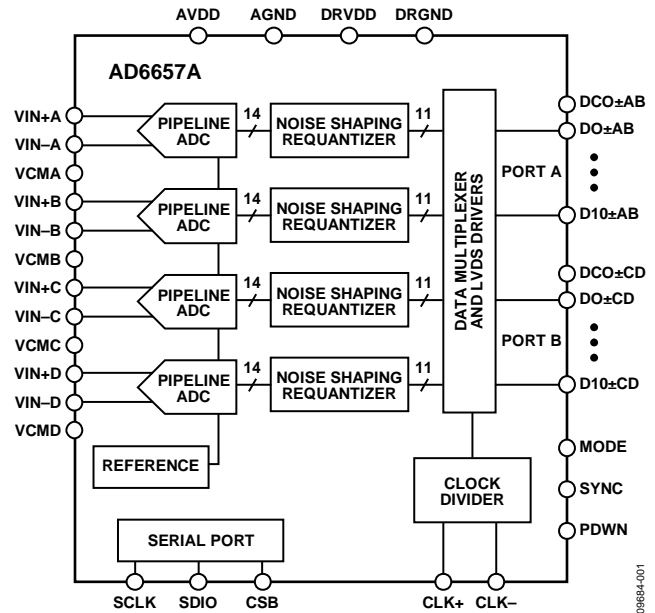 AVDD AGND DRVDD DRGND
AD6657A
VIN+A
VIN–A
VCMA
PIPELINE
ADC
14
NOISE SHAPING
REQUANTIZER
11
VIN+B
VIN–B
VCMB
PIPELINE
ADC
14
NOISE SHAPING
REQUANTIZER
11
VIN+C
VIN–C
VCMC
PIPELINE
ADC
14
NOISE SHAPING
REQUANTIZER
11
VIN+D
VIN–D
VCMD
PIPELINE
ADC
14
NOISE SHAPING
REQUANTIZER
11
DATA MULTIPLEXER
AND LVDS DRIVERS
DCO±AB
DO±AB
PORT A
D10±AB
DCO±CD
DO±CD
PORT B
D10±CD
MODE
SYNC
PDWN
REFERENCE
CLOCK
DIVIDER
SERIAL PORT
SCLK SDIO CSB CLK+ CLK–
09684-001